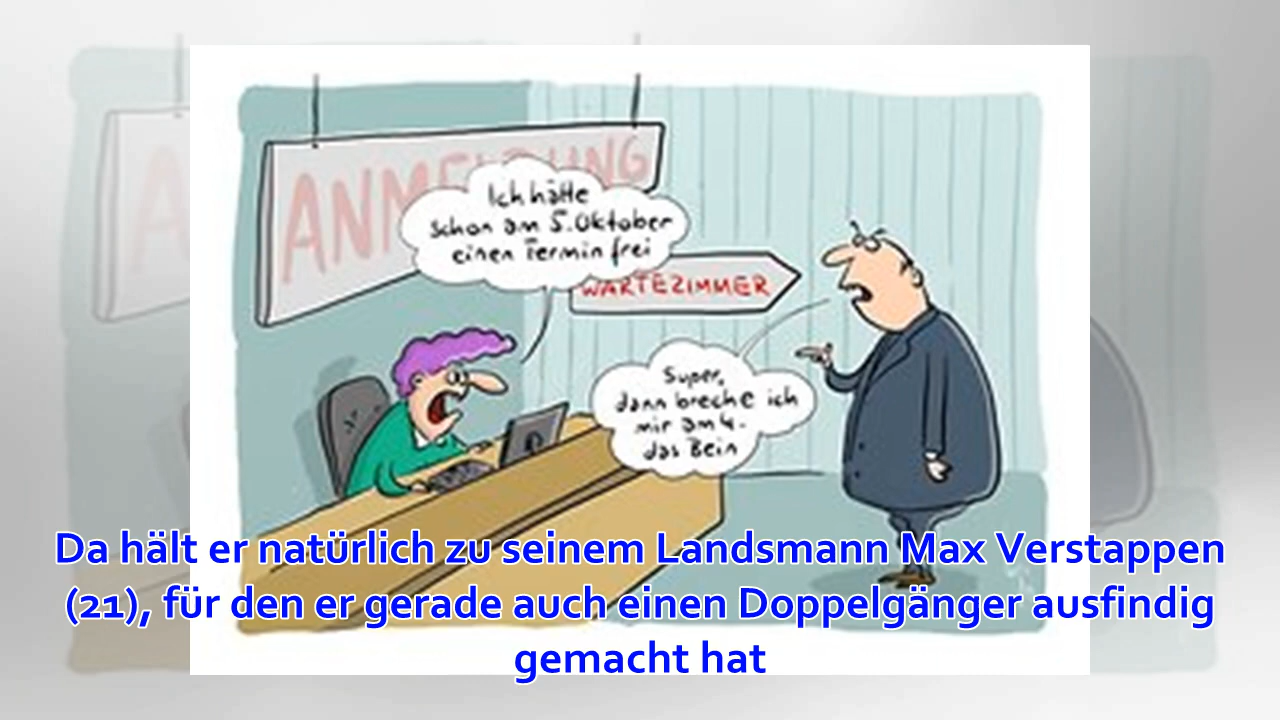 ANMELDUNG
Ich hätte
schon am 5. Oktober
einen Termin frei
WARTEZIMMER
Super,
dann breche ich
mir am 4.
das Bein
Da hält er natürlich zu seinem Landsmann Max Verstappen
(21), für den er gerade auch einen Doppelgänger ausfindig
gemacht hat